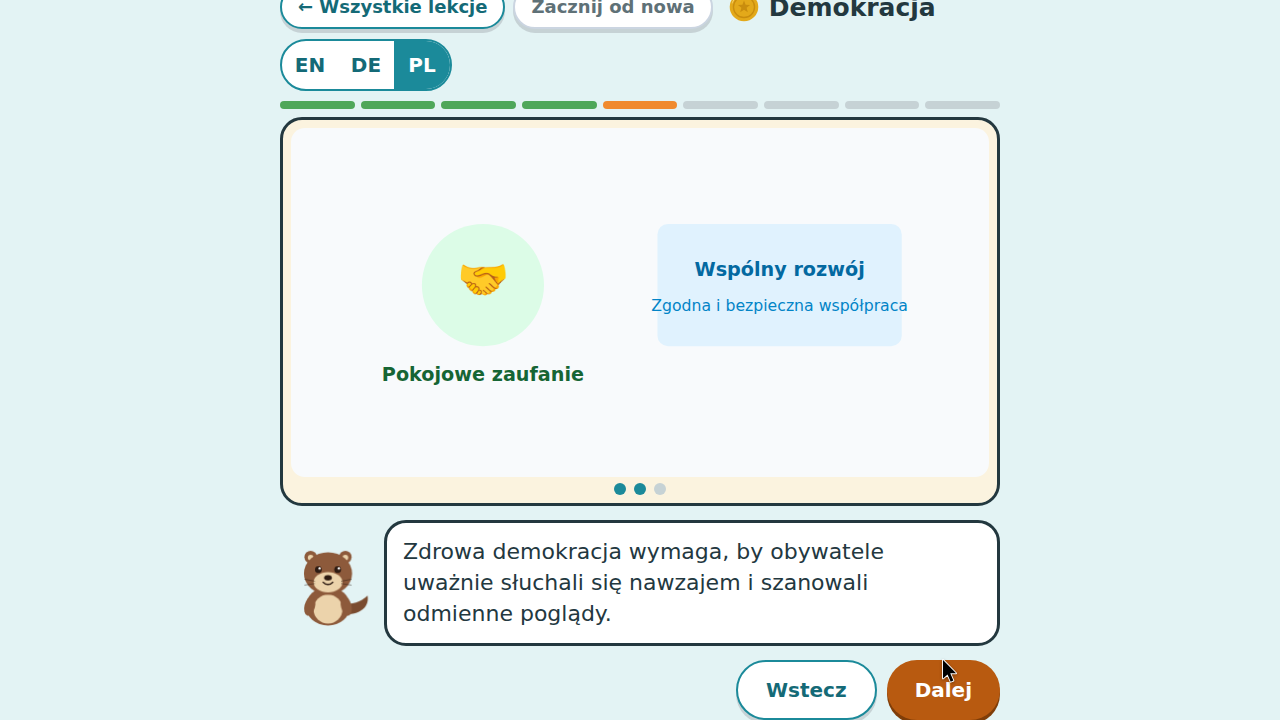 ← Wszystkie lekcje
Zacznij od nowa
Demokracja
EN DE PL
Wspólny rozwój
Zgodna i bezpieczna współpraca
Pokojowe zaufanie
Zdrowa demokracja wymaga, by obywatele
uważnie słuchali się nawzajem i szanowali
odmienne poglądy.
Wstecz
Dalej